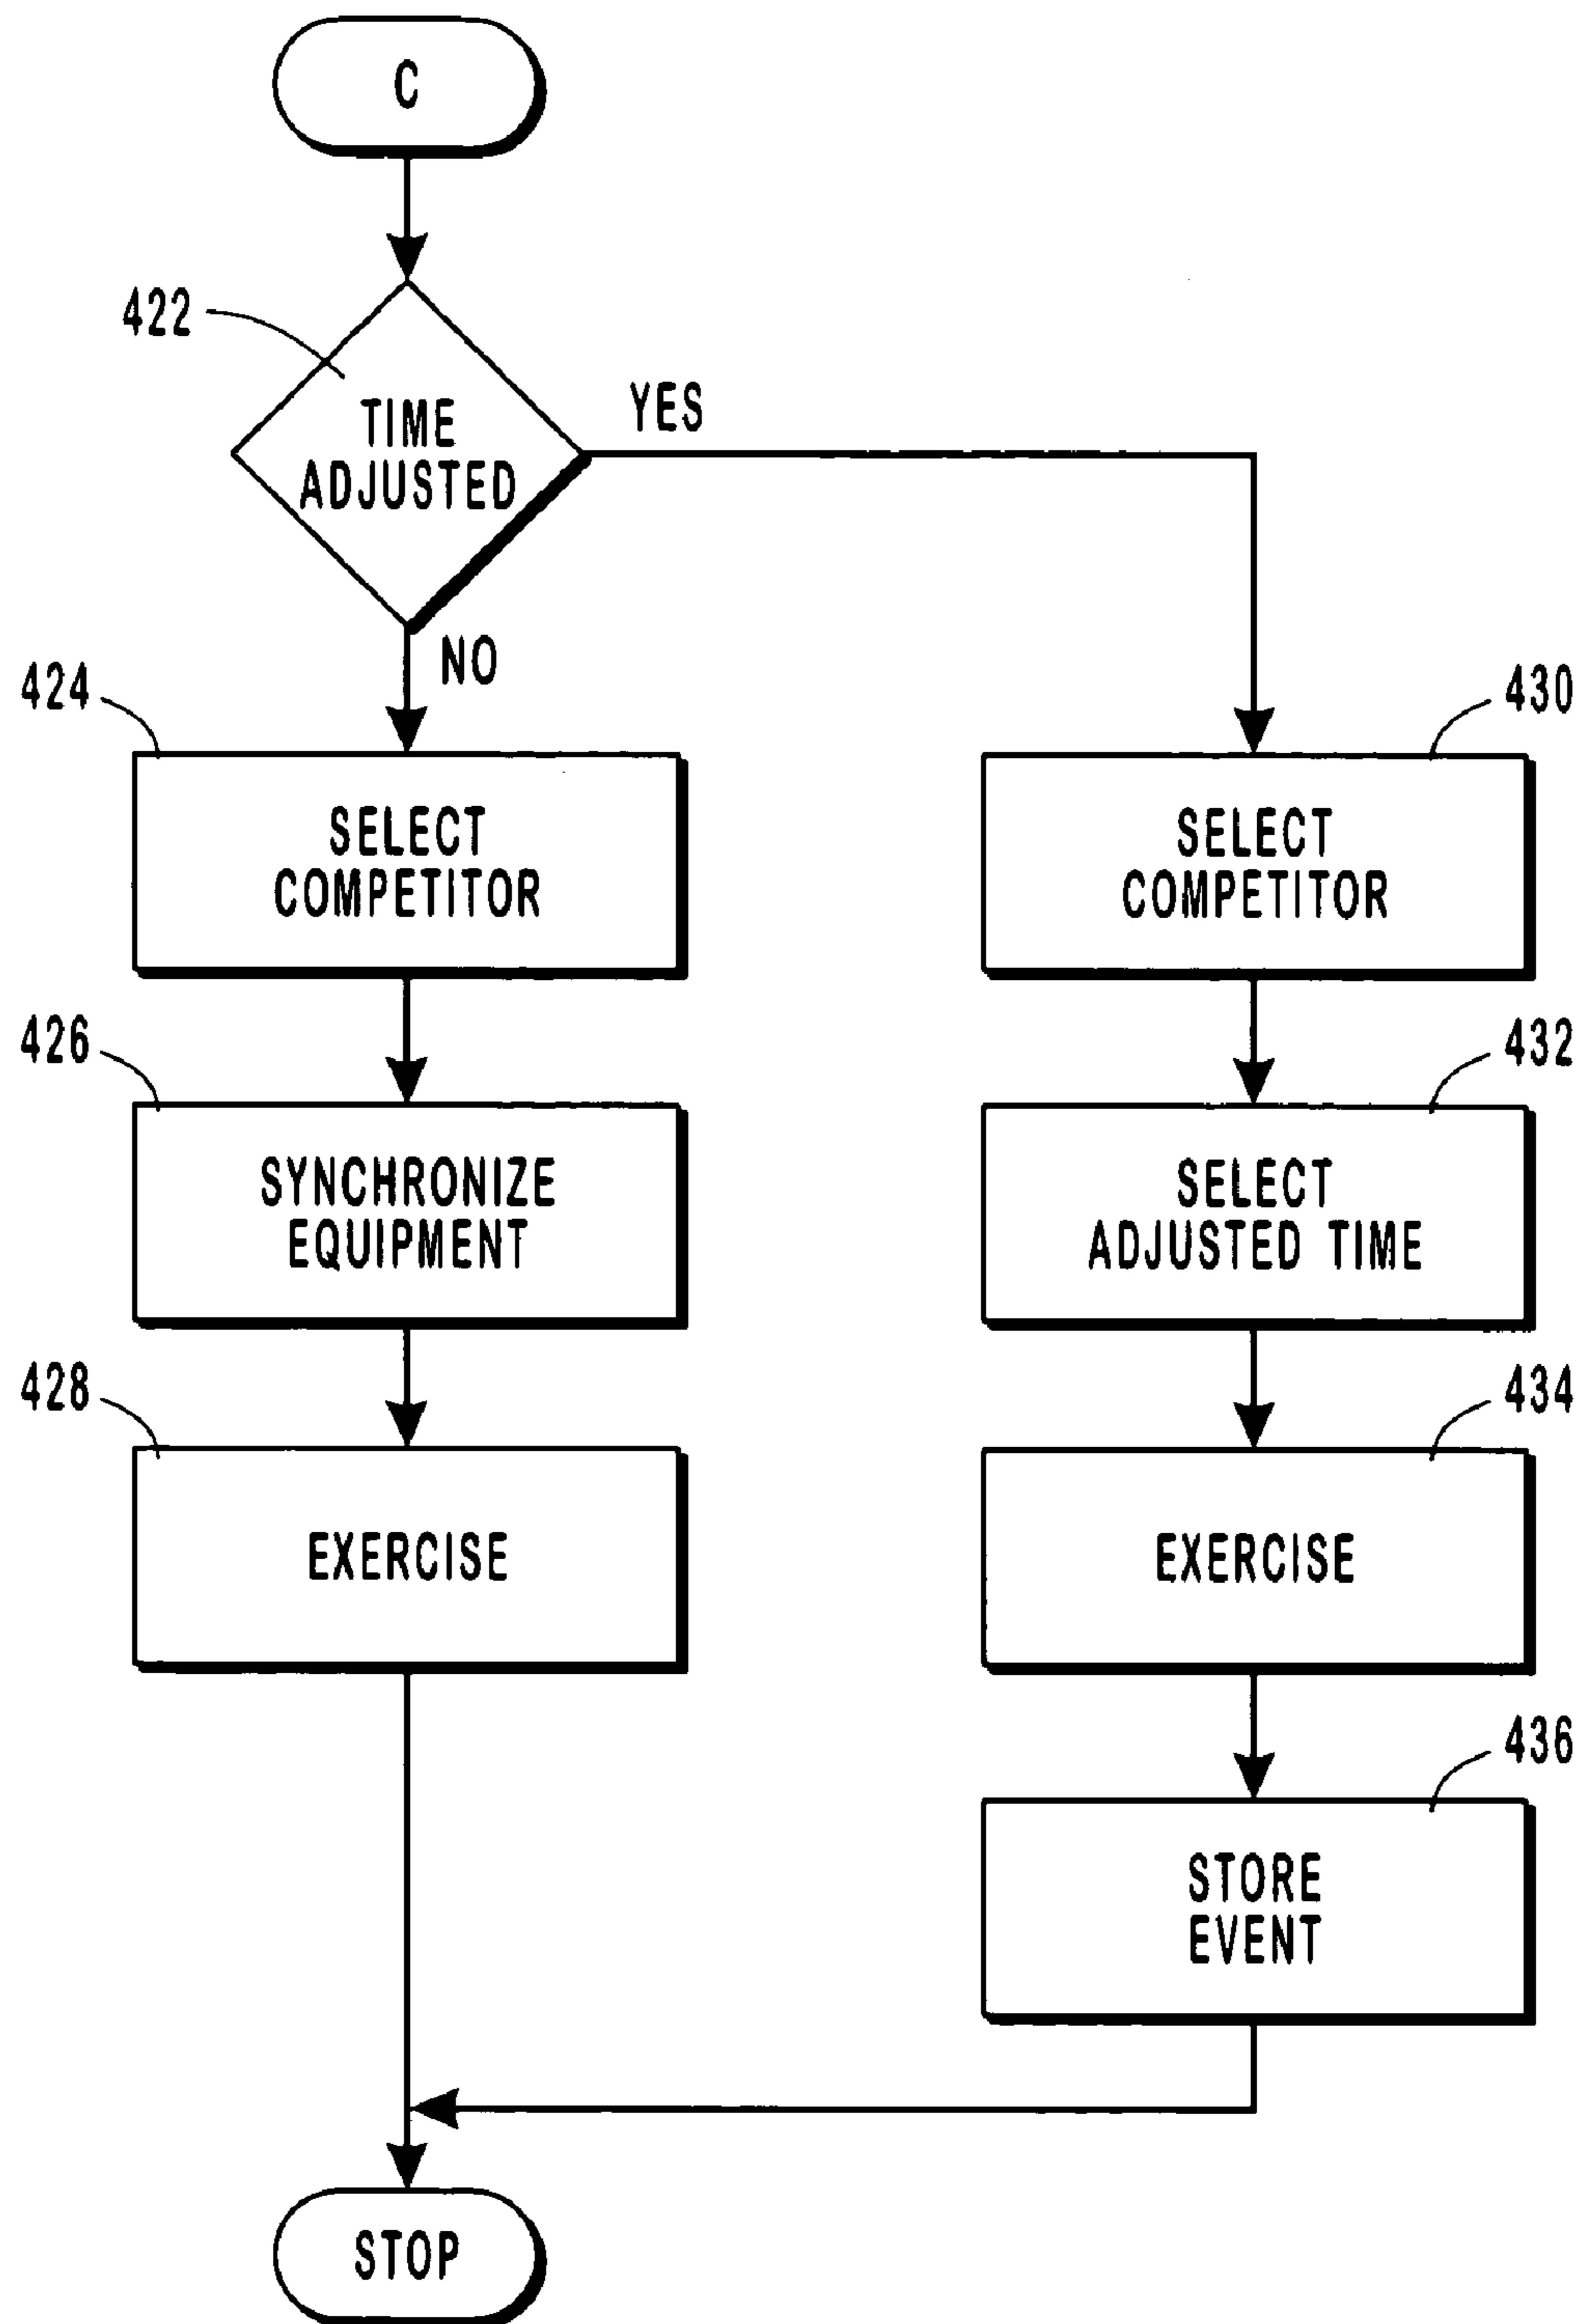 C
422
TIME
ADJUSTED
YES
NO
424
SELECT
COMPETITOR
430
SELECT
COMPETITOR
426
SYNCHRONIZE
EQUIPMENT
432
SELECT
ADJUSTED TIME
428
EXERCISE
434
EXERCISE
436
STORE
EVENT
STOP